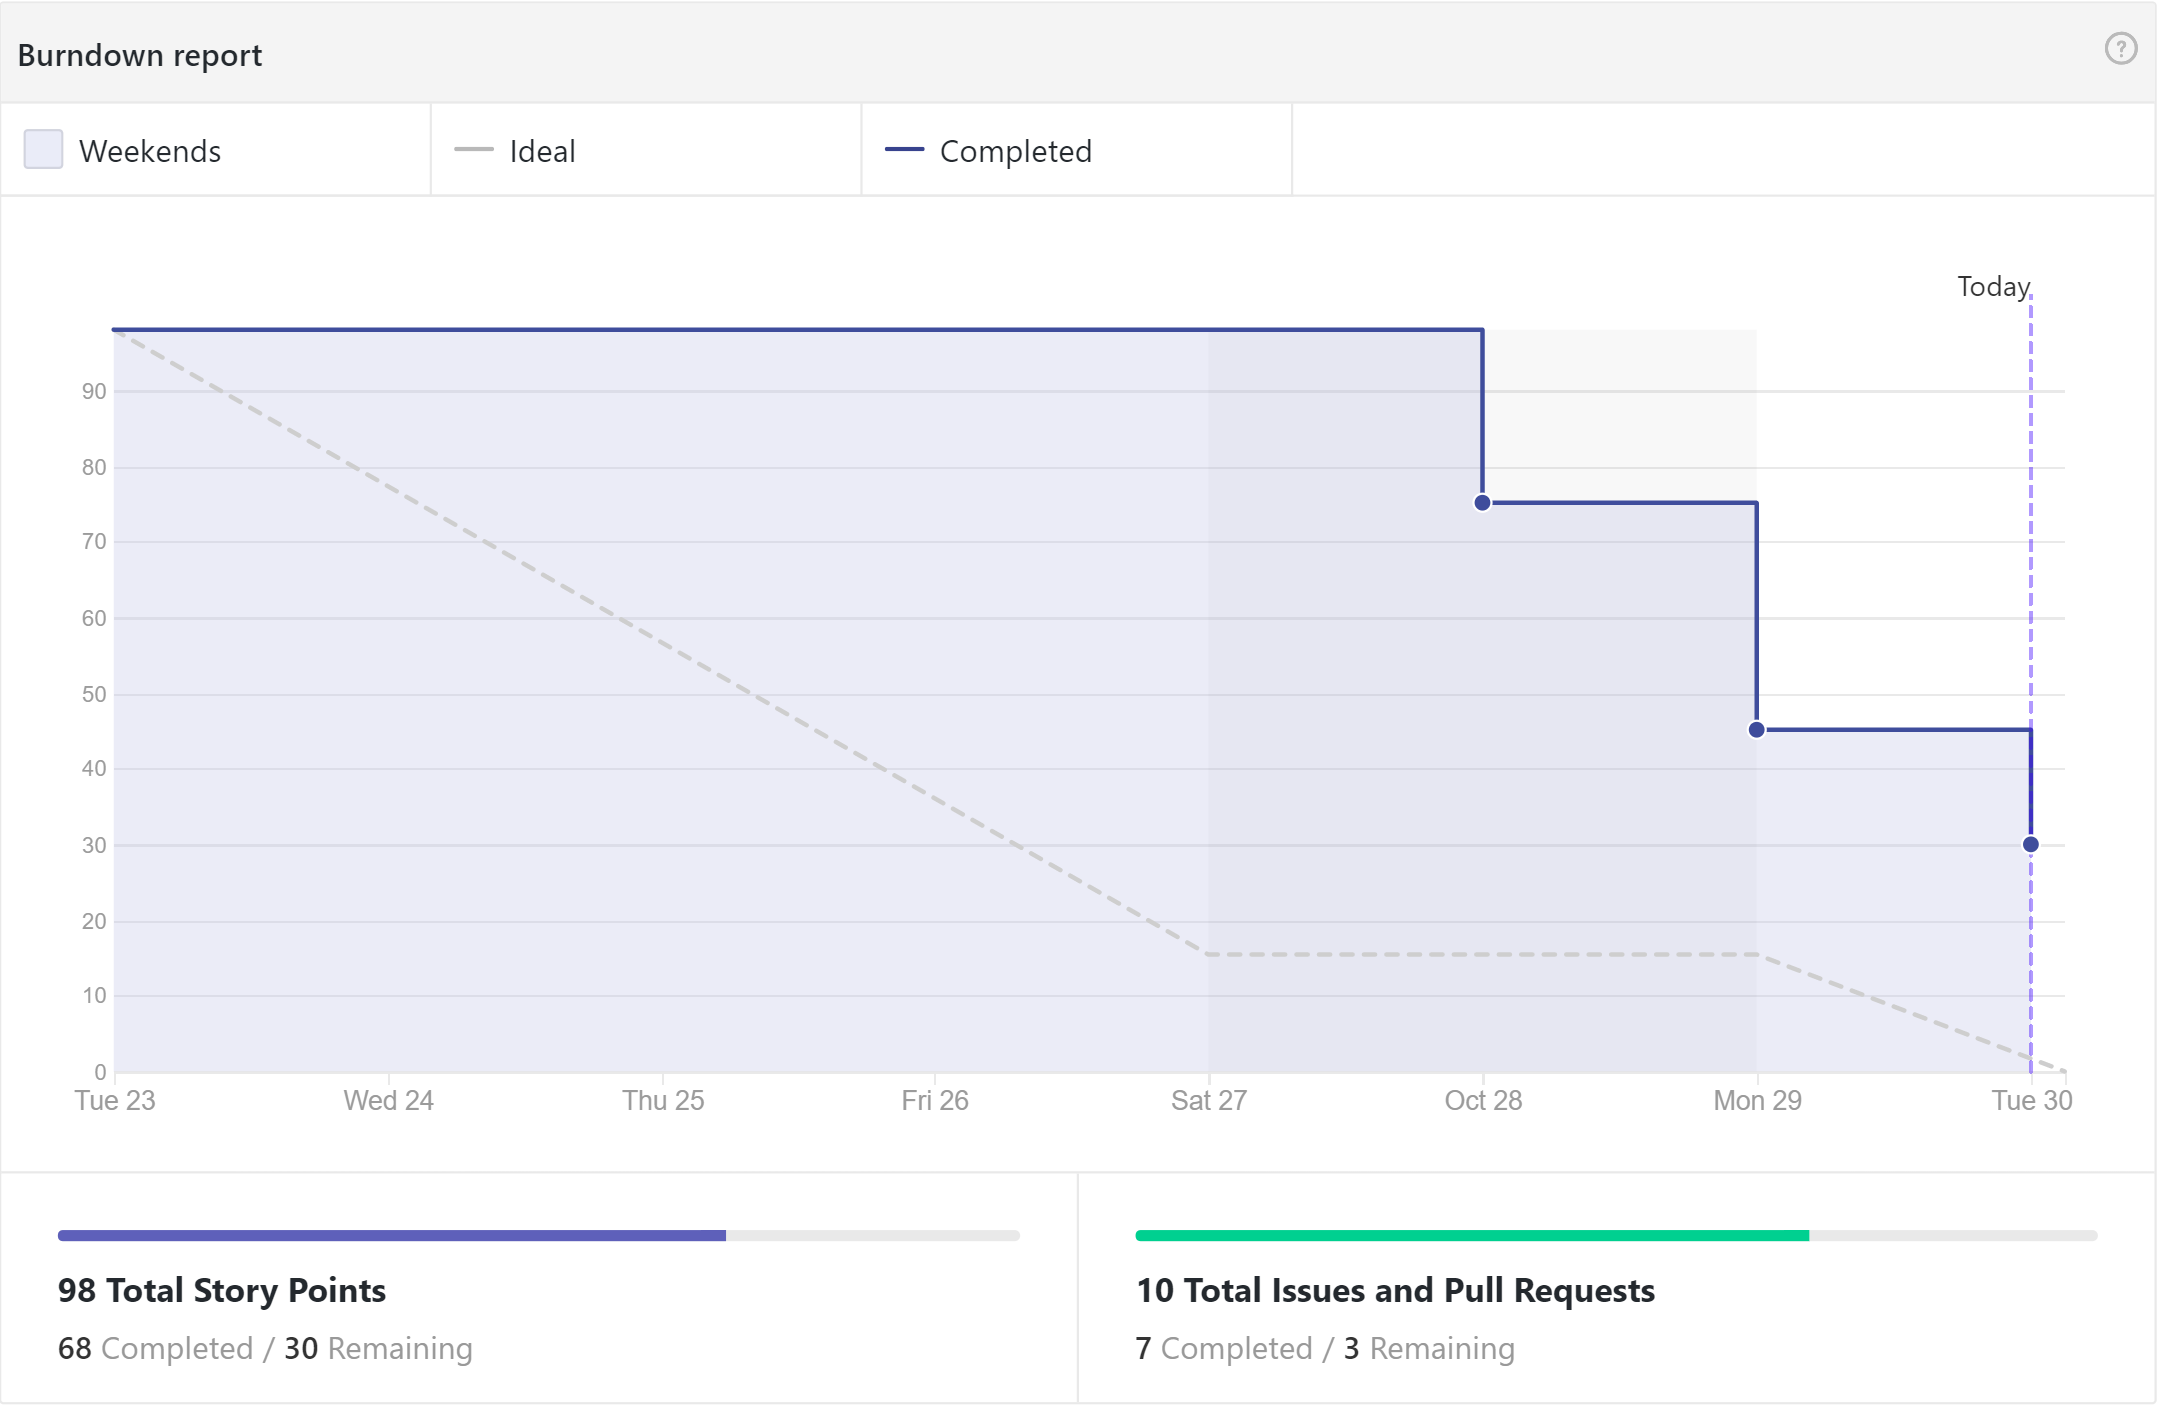 Burndown report
?
Weekends
Ideal
Completed
Today
90
80
70
60
50
40
30
20
10
0
Tue 23 Wed 24 Thu 25 Fri 26 Sat 27 Oct 28 Mon 29 Tue 30
98 Total Story Points
68 Completed / 30 Remaining
10 Total Issues and Pull Requests
7 Completed / 3 Remaining